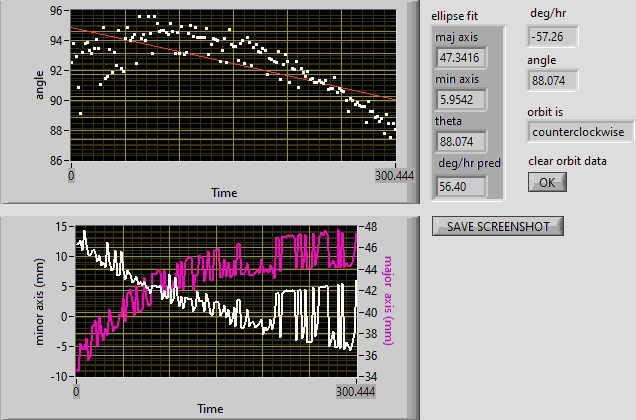 96
94
92
90
88
86
angle
0
300.444
Time
ellipse fit
maj axis
47.3416
min axis
5.9542
theta
88.074
deg/hr pred
56.40
deg/hr
-57.26
angle
88.074
orbit is
counterclockwise
clear orbit data
OK
SAVE SCREENSHOT
15
10
5
0
-5
-10
minor axis (mm)
48
46
44
42
40
38
36
34
major axis (mm)
0
300.444
Time